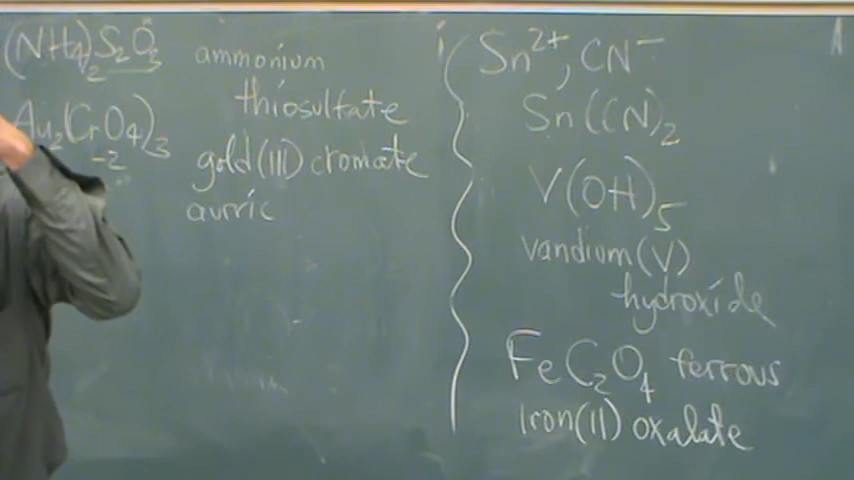 (NH4)2S2O3 ammonium
thiosulfate
Au2(CrO4)3
-2
gold(III) cromate
auric
Sn2+, CN-
Sn(CN)2
V(OH)5
vandium(V)
hydroxide
FeC2O4 ferrous
Iron(II) oxalate